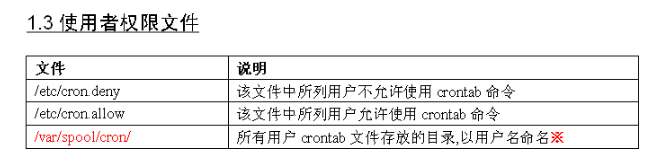 1.3 使用者权限文件
文件 说明
/etc/cron.deny 该文件中所列用户不允许使用 crontab 命令
/etc/cron.allow 该文件中所列用户允许使用 crontab 命令
/var/spool/cron/ 所有用户 crontab 文件存放的目录,以用户名命名※